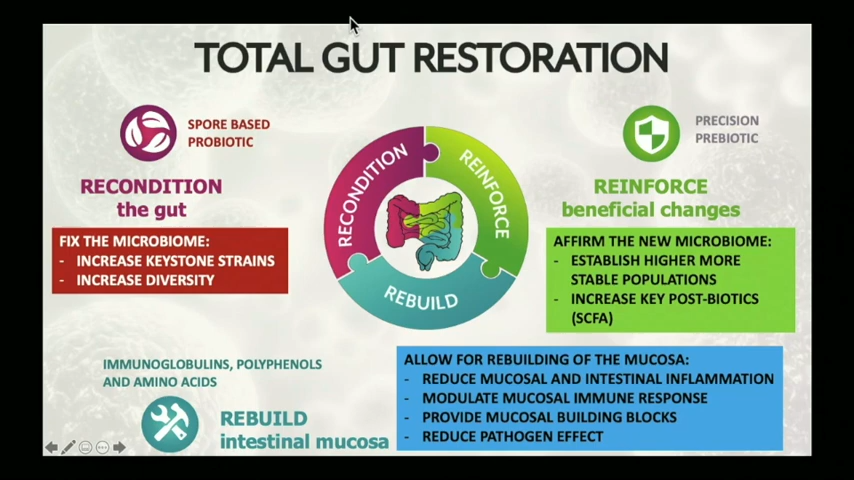 TOTAL GUT RESTORATION
SPORE BASED
PROBIOTIC
RECONDITION
the gut
FIX THE MICROBIOME:
- INCREASE KEYSTONE STRAINS
- INCREASE DIVERSITY
RECONDITION
REINFORCE
REBUILD
PRECISION
PREBIOTIC
REINFORCE
beneficial changes
AFFIRM THE NEW MICROBIOME:
- ESTABLISH HIGHER MORE
STABLE POPULATIONS
- INCREASE KEY POST-BIOTICS
(SCFA)
IMMUNOGLOBULINS, POLYPHENOLS
AND AMINO ACIDS
REBUILD
intestinal mucosa
ALLOW FOR REBUILDING OF THE MUCOSA:
- REDUCE MUCOSAL AND INTESTINAL INFLAMMATION
- MODULATE MUCOSAL IMMUNE RESPONSE
- PROVIDE MUCOSAL BUILDING BLOCKS
- REDUCE PATHOGEN EFFECT